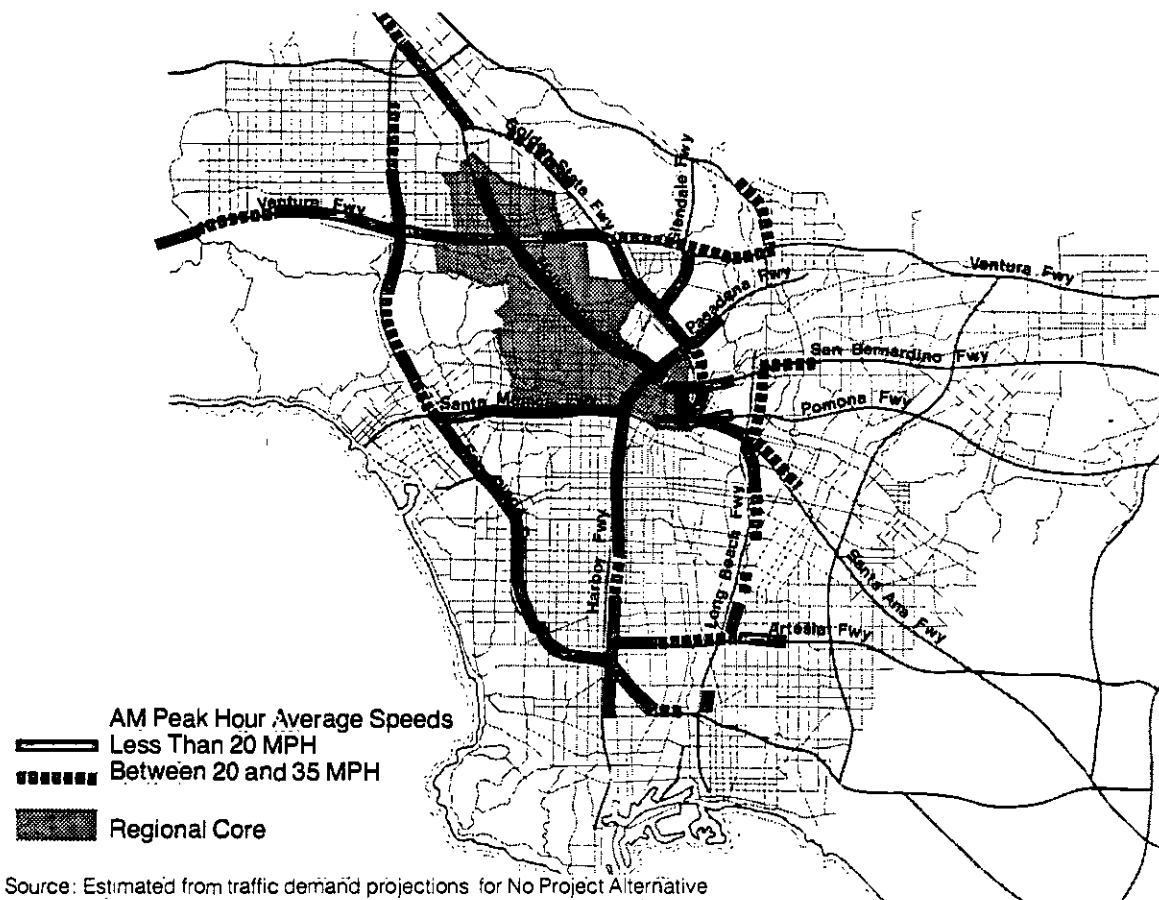 Golden State Fwy
Glendale Fwy
Ventura Fwy
Pasadena Fwy
Ventura Fwy
San Bernardino Fwy
Santa Monica
Pomona Fwy
Harbor Fwy
Long Beach Fwy
Santa Ana Fwy
Artesia Fwy
AM Peak Hour Average Speeds
Less Than 20 MPH
Between 20 and 35 MPH
Regional Core
Source: Estimated from traffic demand projections for No Project Alternative